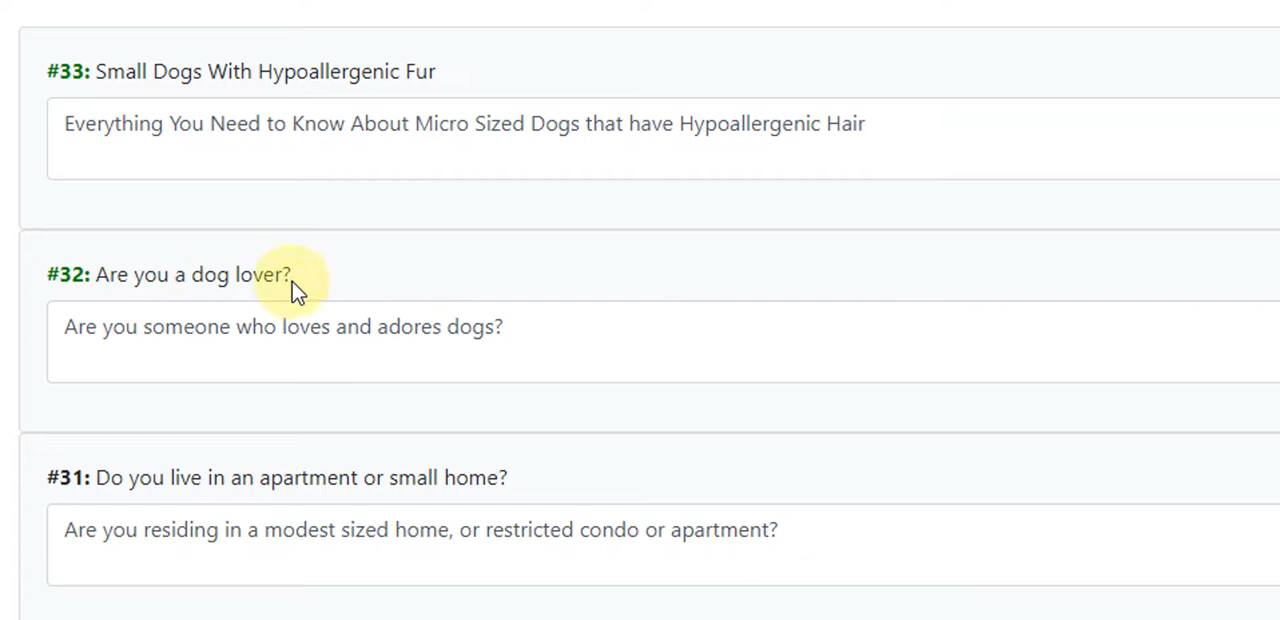 #33: Small Dogs With Hypoallergenic Fur
Everything You Need to Know About Micro Sized Dogs that have Hypoallergenic Hair
#32: Are you a dog lover?
Are you someone who loves and adores dogs?
#31: Do you live in an apartment or small home?
Are you residing in a modest sized home, or restricted condo or apartment?